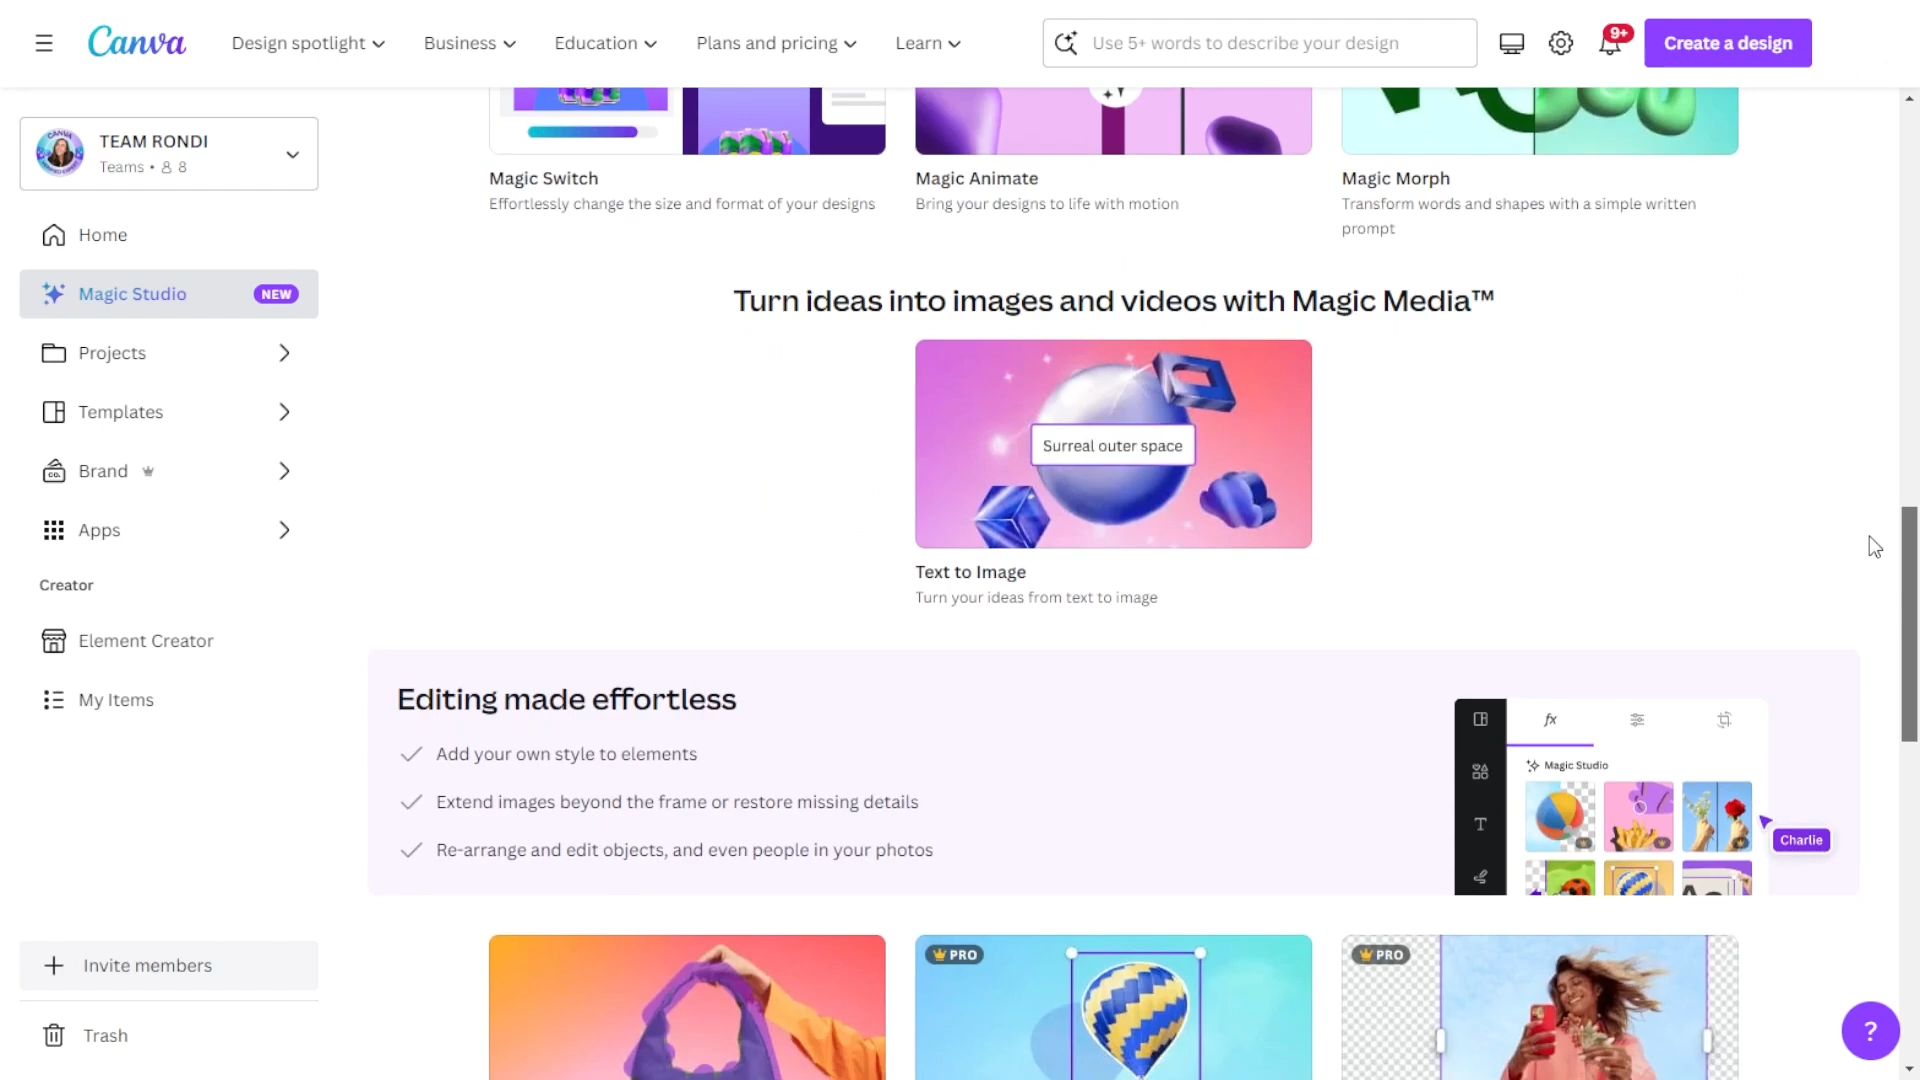 Canva
Design spotlight
Business
Education
Plans and pricing
Learn
Use 5+ words to describe your design
9+
Create a design
TEAM RONDI
Teams • 8
Home
Magic Studio NEW
Projects
Templates
Brand
Apps
Creator
Element Creator
My Items
Invite members
Trash
Magic Switch
Effortlessly change the size and format of your designs
Magic Animate
Bring your designs to life with motion
Magic Morph
Transform words and shapes with a simple written
prompt
Turn ideas into images and videos with Magic Media™
Surreal outer space
Text to Image
Turn your ideas from text to image
Editing made effortless
Add your own style to elements
Extend images beyond the frame or restore missing details
Re-arrange and edit objects, and even people in your photos
fx
Magic Studio
T
Charlie
PRO
PRO
?